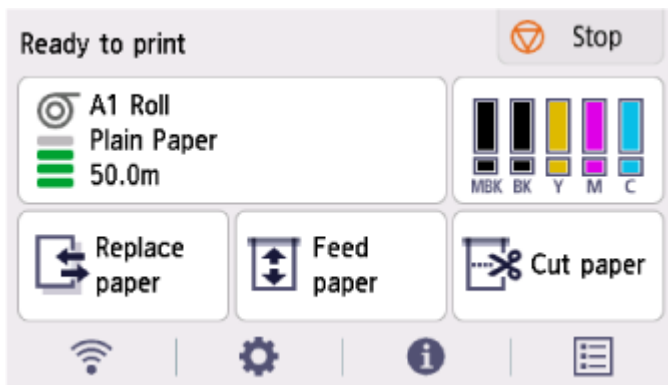 Ready to print
Stop
A1 Roll
Plain Paper
50.0m
MBK BK Y M C
Replace
paper
Feed
paper
Cut paper